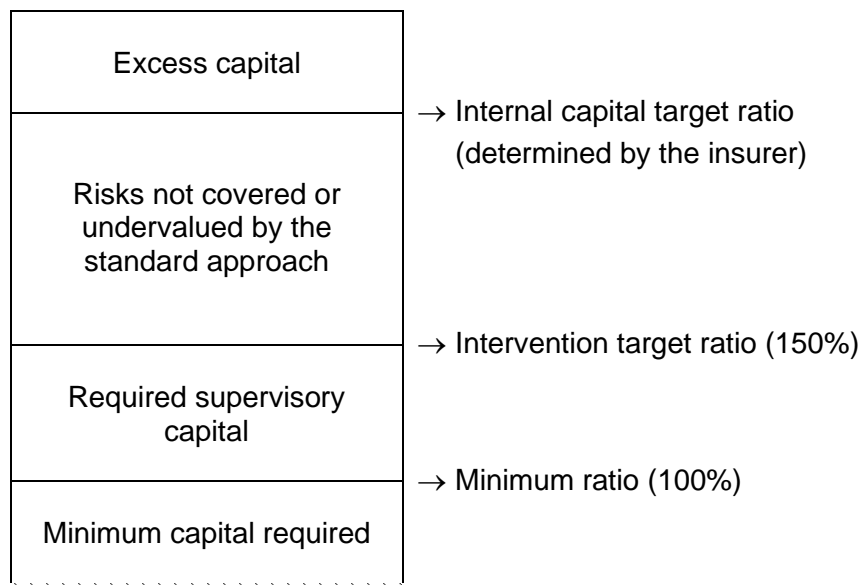 Excess capital
→ Internal capital target ratio
(determined by the insurer)
Risks not covered or
undervalued by the
standard approach
→ Intervention target ratio (150%)
Required supervisory
capital
→ Minimum ratio (100%)
Minimum capital required